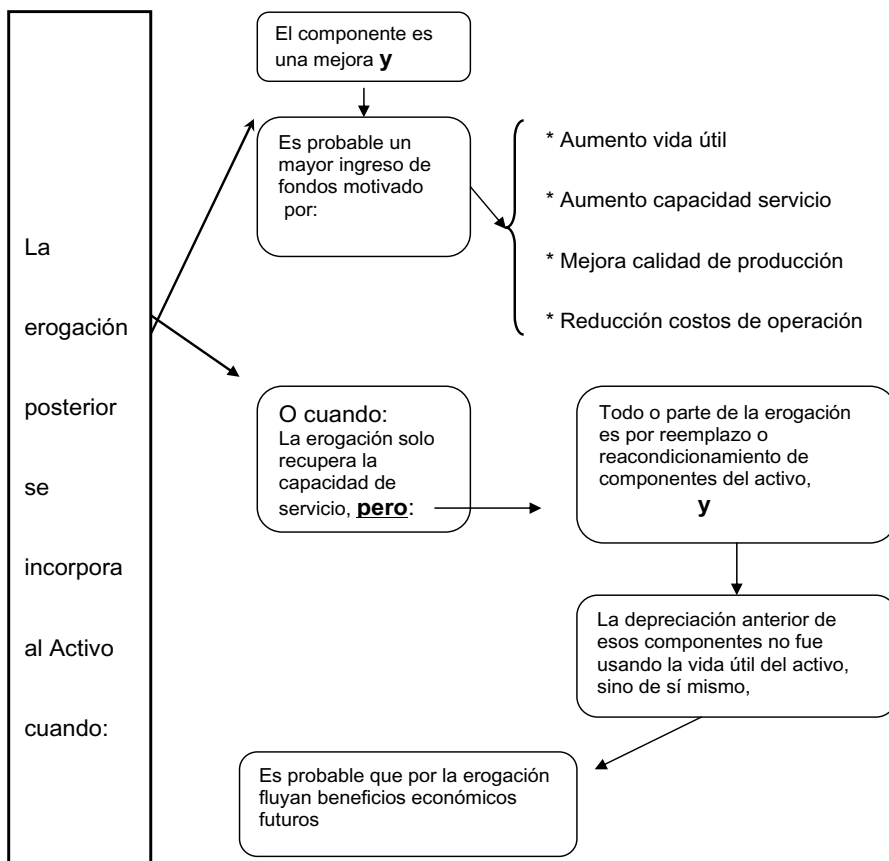 La
erogación
posterior
se
incorpora
al Activo
cuando:
El componente es
una mejora y
Es probable un
mayor ingreso de
fondos motivado
por:
* Aumento vida útil
* Aumento capacidad servicio
* Mejora calidad de producción
* Reducción costos de operación
O cuando:
La erogación solo
recupera la
capacidad de
servicio, pero:
Todo o parte de la erogación
es por reemplazo o
reacondicionamiento de
componentes del activo,
y
La depreciación anterior de
esos componentes no fue
usando la vida útil del activo,
sino de sí mismo,
Es probable que por la erogación
fluyan beneficios económicos
futuros